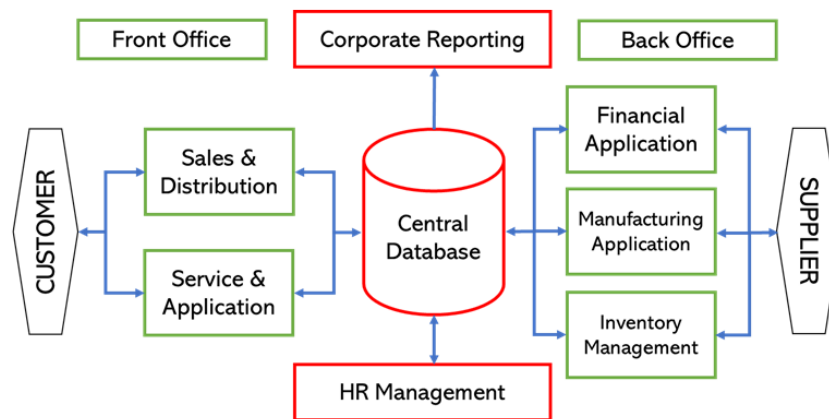 Front Office
Corporate Reporting
Back Office
CUSTOMER
Sales &
Distribution
Service &
Application
Central
Database
Financial
Application
Manufacturing
Application
Inventory
Management
SUPPLIER
HR Management